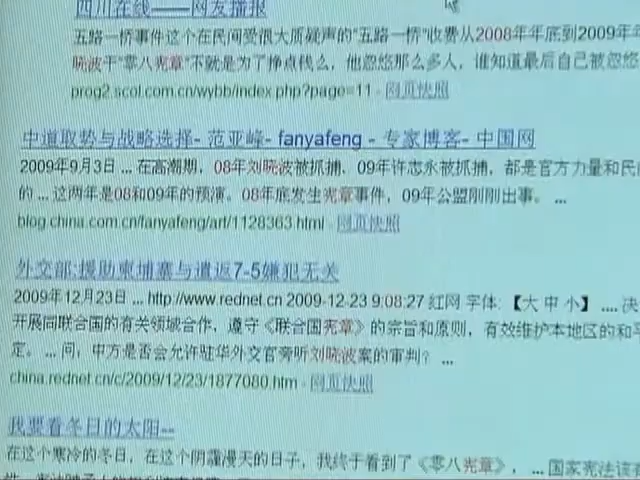 四川在线——网友播报
五路一桥事件这个在民间受很大质疑声的"五路一桥"收费从2008年年底到2009年年
晓波干"零八宪章"不就是为了挣点钱么，他忽悠那么多人，谁知道最后自己被忽悠
prog2.scol.com.cn/wybb/index.php?page=11 - 网页快照
中道取势与战略选择- 范亚峰- fanyafeng - 专家博客- 中国网
2009年9月3日 ... 在高潮期，08年刘晓波被抓捕、09年许志永被抓捕，都是官方力量和民
的 ... 这两年是08和09年的预演。08年底发生宪章事件，09年公盟刚刚出事。 ...
blog.china.com.cn/fanyafeng/art/1128363.html - 网页快照
外交部:援助柬埔寨与遣返7-5嫌犯无关
2009年12月23日 ... http://www.rednet.cn 2009-12-23 9:08:27 红网 字体: 【大 中 小】 .... 决
开展同联合国的有关领域合作，遵守《联合国宪章》的宗旨和原则，有效维护本地区的和平
定。 ... 问：中方是否会允许驻华外交官旁听刘晓波案的审判？ ...
china.rednet.cn/c/2009/12/23/1877080.htm - 网页快照
我要看冬日的太阳--
在这个寒冷的冬日，在这个阴霾漫天的日子，我终于看到了《零八宪章》，... 国家宪法该有